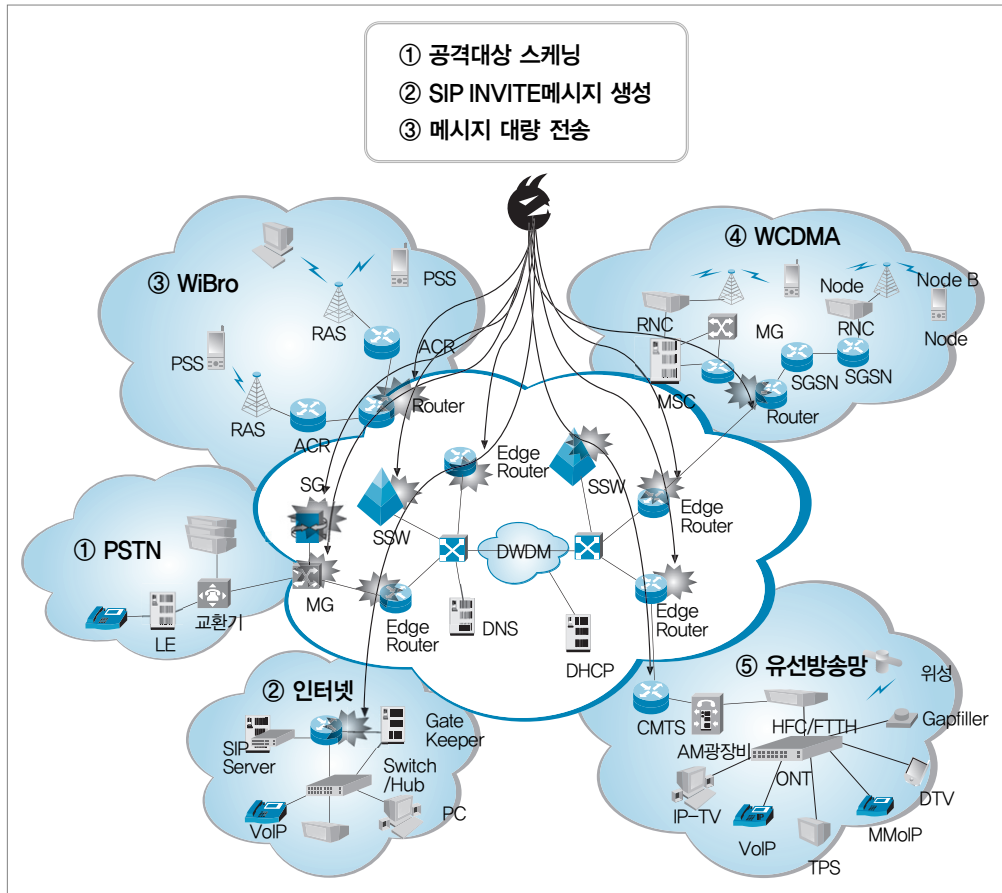 ① 공격대상 스케닝
② SIP INVITE메시지 생성
③ 메시지 대량 전송
③ WiBro
PSS
RAS
ACR
PSS
RAS
ACR
Router
④ WCDMA
Node
Node B
RNC
MG
RNC
Node
SGSN
SGSN
MSC
Router
SG
SSW
Edge
Router
SSW
Edge
Router
DWDM
MG
Edge
Router
DNS
DHCP
Edge
Router
① PSTN
LE
교환기
② 인터넷
SIP
Server
Gate
Keeper
Switch
/Hub
VoIP
PC
⑤ 유선방송망
위성
CMTS
HFC/FTTH
Gapfiller
AM광장비
ONT
IP-TV
DTV
VoIP
MMoIP
TPS